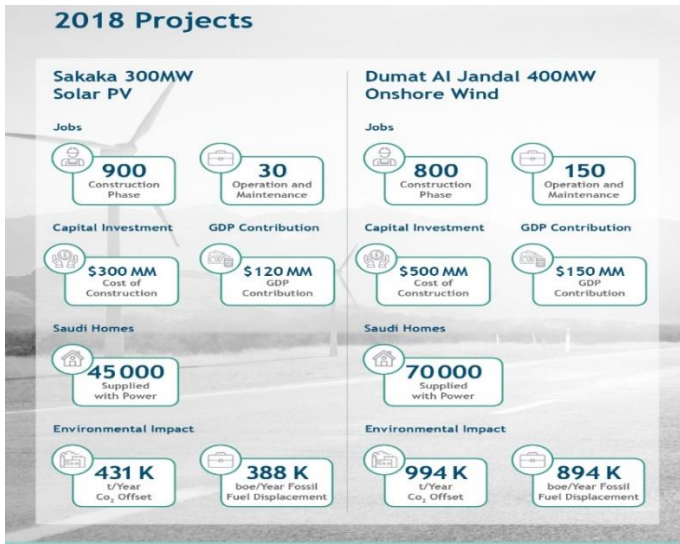 2018 Projects
Sakaka 300MW
Solar PV
Jobs
900
Construction
Phase
30
Operation and
Maintenance
Capital Investment
GDP Contribution
$300 MM
Cost of
Construction
$120 MM
GDP
Contribution
Saudi Homes
45 000
Supplied
with Power
Environmental Impact
431 K
t/Year
Co₂ Offset
388 K
boe/Year Fossil
Fuel Displacement
Dumat Al Jandal 400MW
Onshore Wind
Jobs
800
Construction
Phase
150
Operation and
Maintenance
Capital Investment
GDP Contribution
$500 MM
Cost of
Construction
$150 MM
GDP
Contribution
Saudi Homes
70 000
Supplied
with Power
Environmental Impact
994 K
t/Year
Co₂ Offset
894 K
boe/Year Fossil
Fuel Displacement